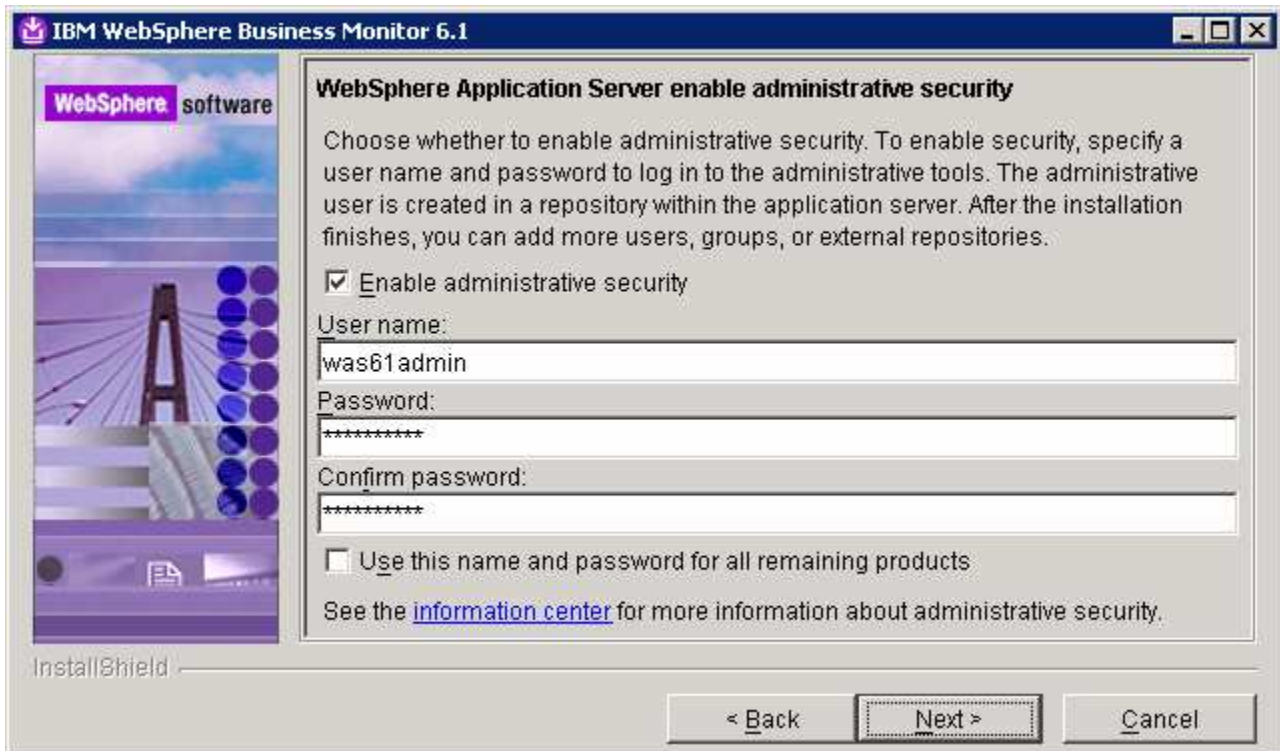 IBM WebSphere Business Monitor 6.1
WebSphere software
WebSphere Application Server enable administrative security
Choose whether to enable administrative security. To enable security, specify a
user name and password to log in to the administrative tools. The administrative
user is created in a repository within the application server. After the installation
finishes, you can add more users, groups, or external repositories.
Enable administrative security
User name:
was61admin
Password:
**********
Confirm password:
**********
Use this name and password for all remaining products
See the information center for more information about administrative security.
InstallShield
< Back
Next >
Cancel